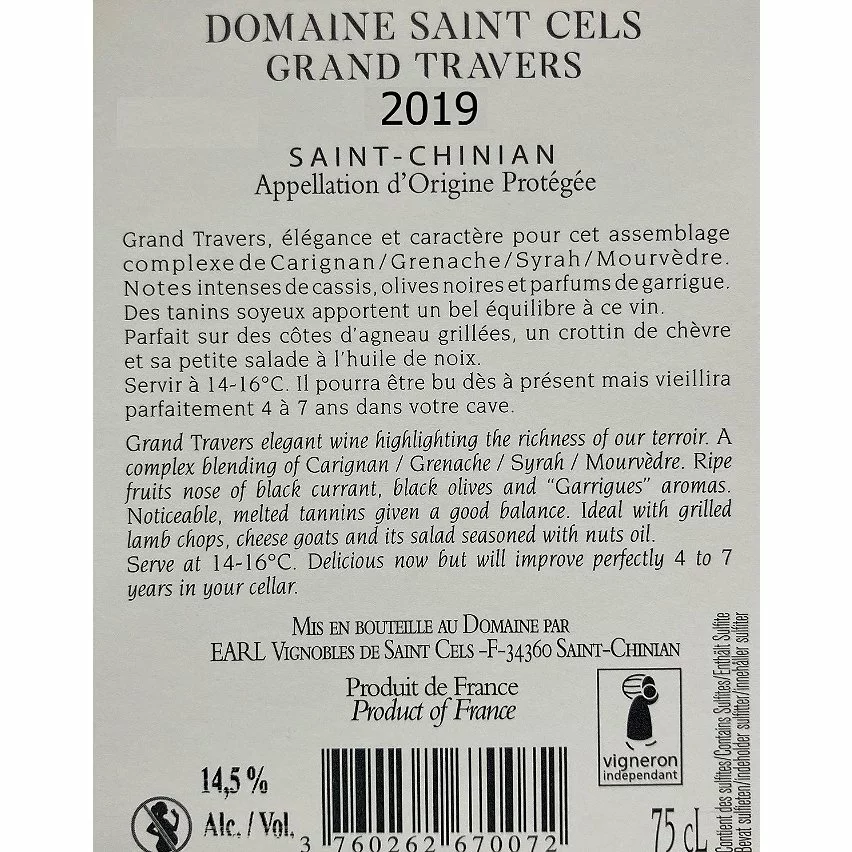 DOMAINE SAINT CELS
GRAND TRAVERS
2019
SAINT-CHINIAN
Appellation d'Origine Protégée
Grand Travers, élégance et caractère pour cet assemblage
complexe de Carignan/Grenache/Syrah/Mourvèdre.
Notes intenses de cassis, olives noires et parfums de garrigue.
Des tanins soyeux apportent un bel équilibre à ce vin.
Parfait sur des côtes d'agneau grillées, un crottin de chèvre
et sa petite salade à l'huile de noix.
Servir à 14-16°C. Il pourra être bu dès à présent mais vieillira
parfaitement 4 à 7 ans dans votre cave.
Grand Travers elegant wine highlighting the richness of our terroir. A
complex blending of Carignan / Grenache / Syrah / Mourvèdre. Ripe
fruits nose of black currant, black olives and "Garrigues" aromas.
Noticeable, melted tannins given a good balance. Ideal with grilled
lamb chops, cheese goats and its salad seasoned with nuts oil.
Serve at 14-16°C. Delicious now but will improve perfectly 4 to 7
years in your cellar.
MIS EN BOUTEILLE AU DOMAINE PAR
EARL VIGNOBLES DE SAINT CELS -F-34360 SAINT-CHINIAN
Produit de France
Product of France
vigneron
indépendant
14,5 %
Alc. / Vol.
3 760262 670072
75 cL
Contient des sulfites/Contains Sulfites/Enthält Sulfite
Bevat sulfieten/indeholder sulfitter/innehåller sulfiter